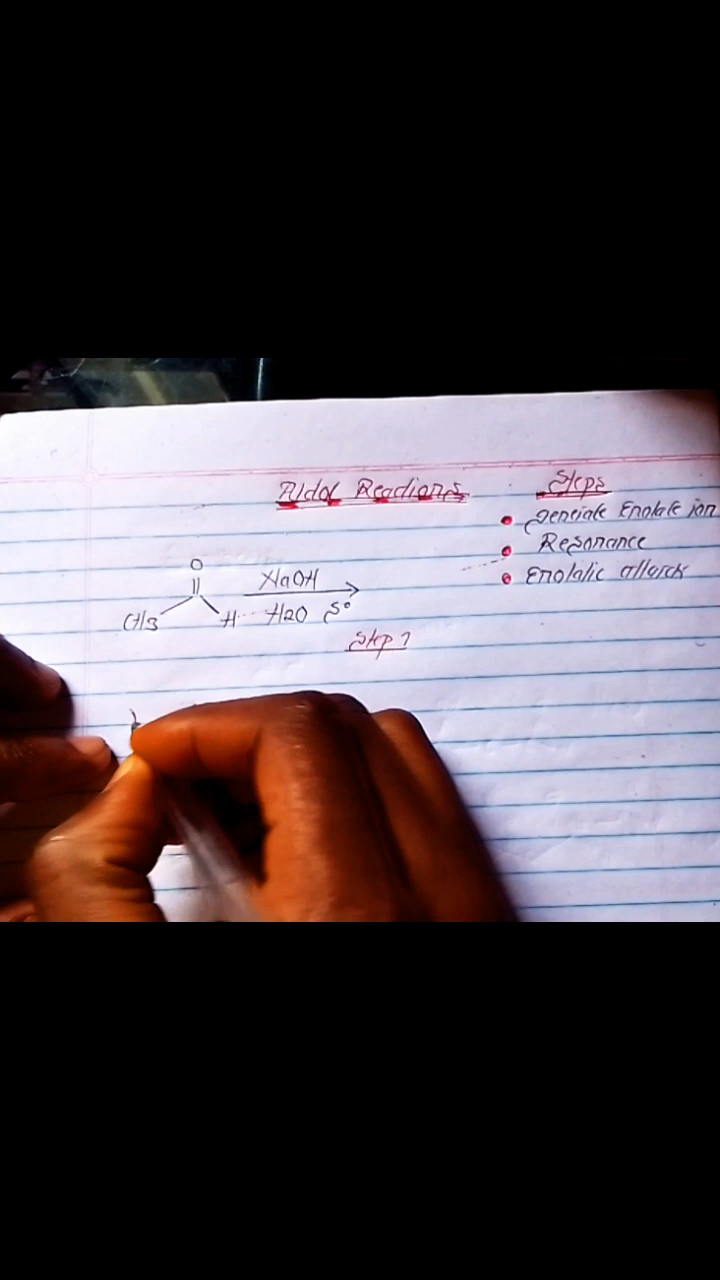 Aldol Reactions
Steps
• generate Enolate ion
• Resonance
• Enolatic attack
O
NaOH
CH3 H H2O 5°
Step 1